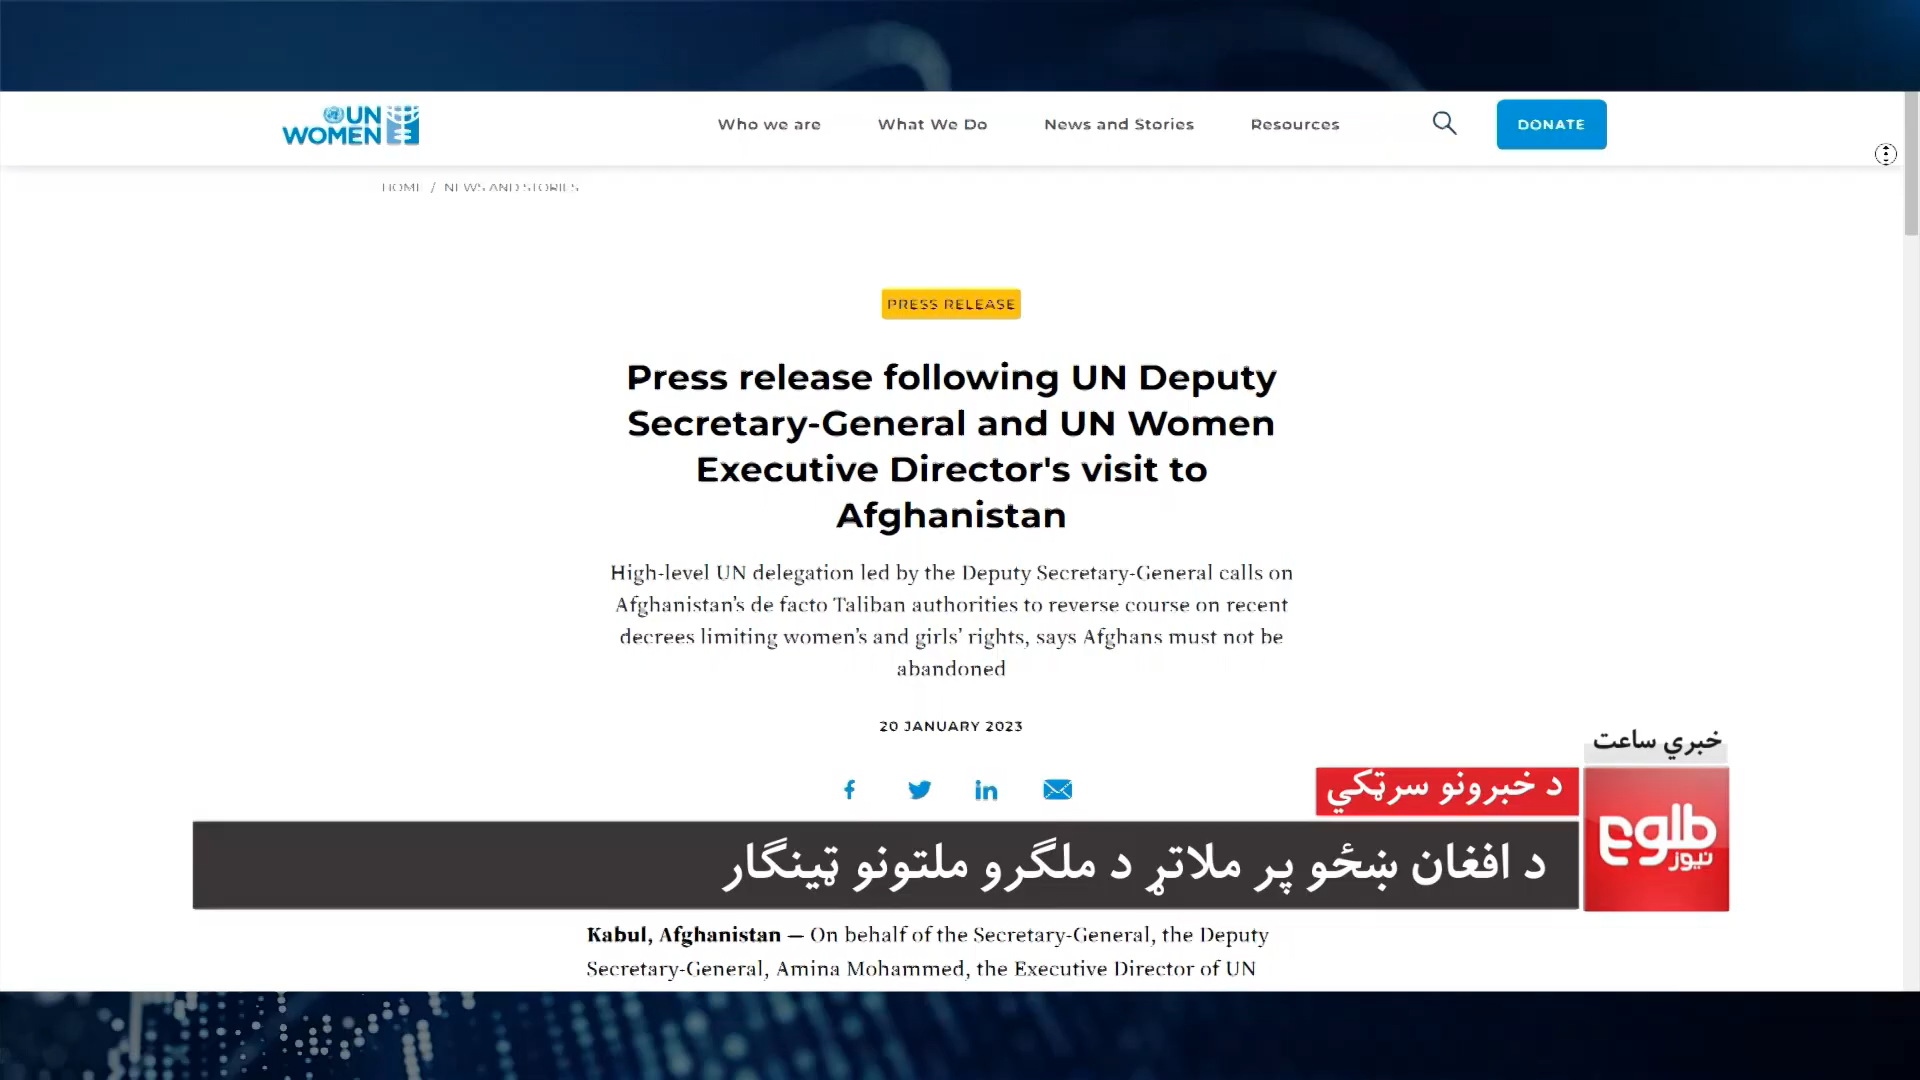 UN
WOMEN
Who we are
What We Do
News and Stories
Resources
DONATE
HOME / NEWS AND STORIES
PRESS RELEASE
Press release following UN Deputy
Secretary-General and UN Women
Executive Director's visit to
Afghanistan
High-level UN delegation led by the Deputy Secretary-General calls on
Afghanistan’s de facto Taliban authorities to reverse course on recent
decrees limiting women’s and girls’ rights, says Afghans must not be
abandoned
20 JANUARY 2023
خبري ساعت
د خبرونو سرټکي
طلوع
نیوز
د افغان ښځو پر ملاتړ د ملگرو ملتونو ټینگار
Kabul, Afghanistan — On behalf of the Secretary-General, the Deputy
Secretary-General, Amina Mohammed, the Executive Director of UN